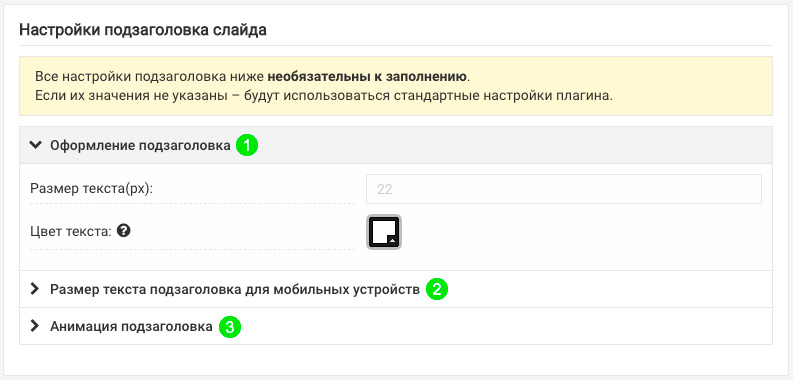 Настройки подзаголовка слайда
Все настройки подзаголовка ниже необязательны к заполнению.
Если их значения не указаны – будут использоваться стандартные настройки плагина.
Оформление подзаголовка 1
Размер текста(px): 22
Цвет текста: ?
Размер текста подзаголовка для мобильных устройств 2
Анимация подзаголовка 3